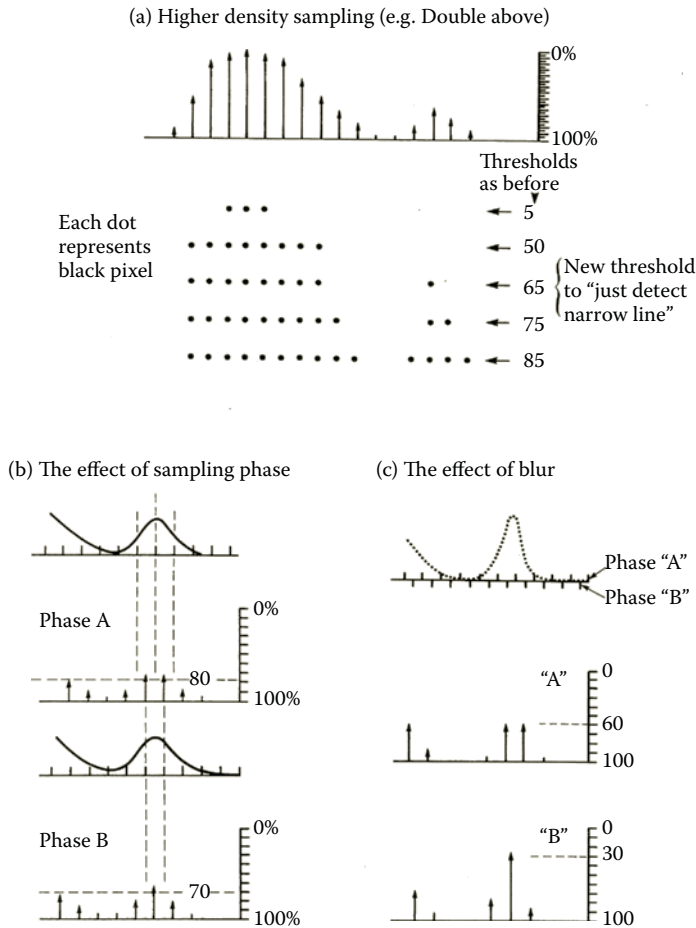 (a) Higher density sampling (e.g. Double above)
0%
100%
Thresholds
as before
Each dot
represents
black pixel
5
50
65
75
85
New threshold
to “just detect
narrow line”
(b) The effect of sampling phase
Phase A
0%
80
100%
Phase B
0%
70
100%
(c) The effect of blur
Phase “A”
Phase “B”
“A”
0
60
100
“B”
0
30
100